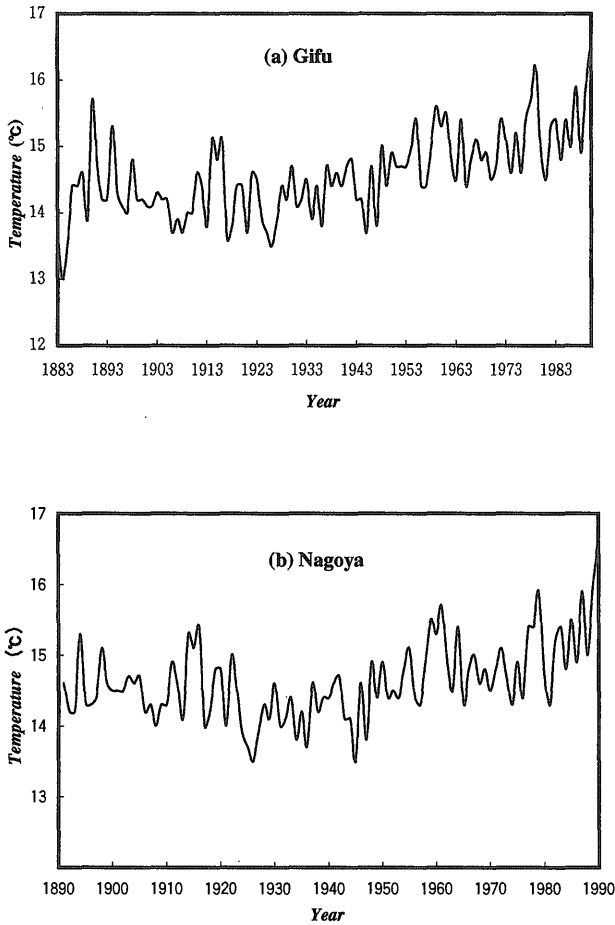 17
(a) Gifu
16
15
14
13
12
Temperature (℃)
1883 1893 1903 1913 1923 1933 1943 1953 1963 1973 1983
Year
17
(b) Nagoya
16
15
14
13
Temperature (℃)
1890 1900 1910 1920 1930 1940 1950 1960 1970 1980 1990
Year